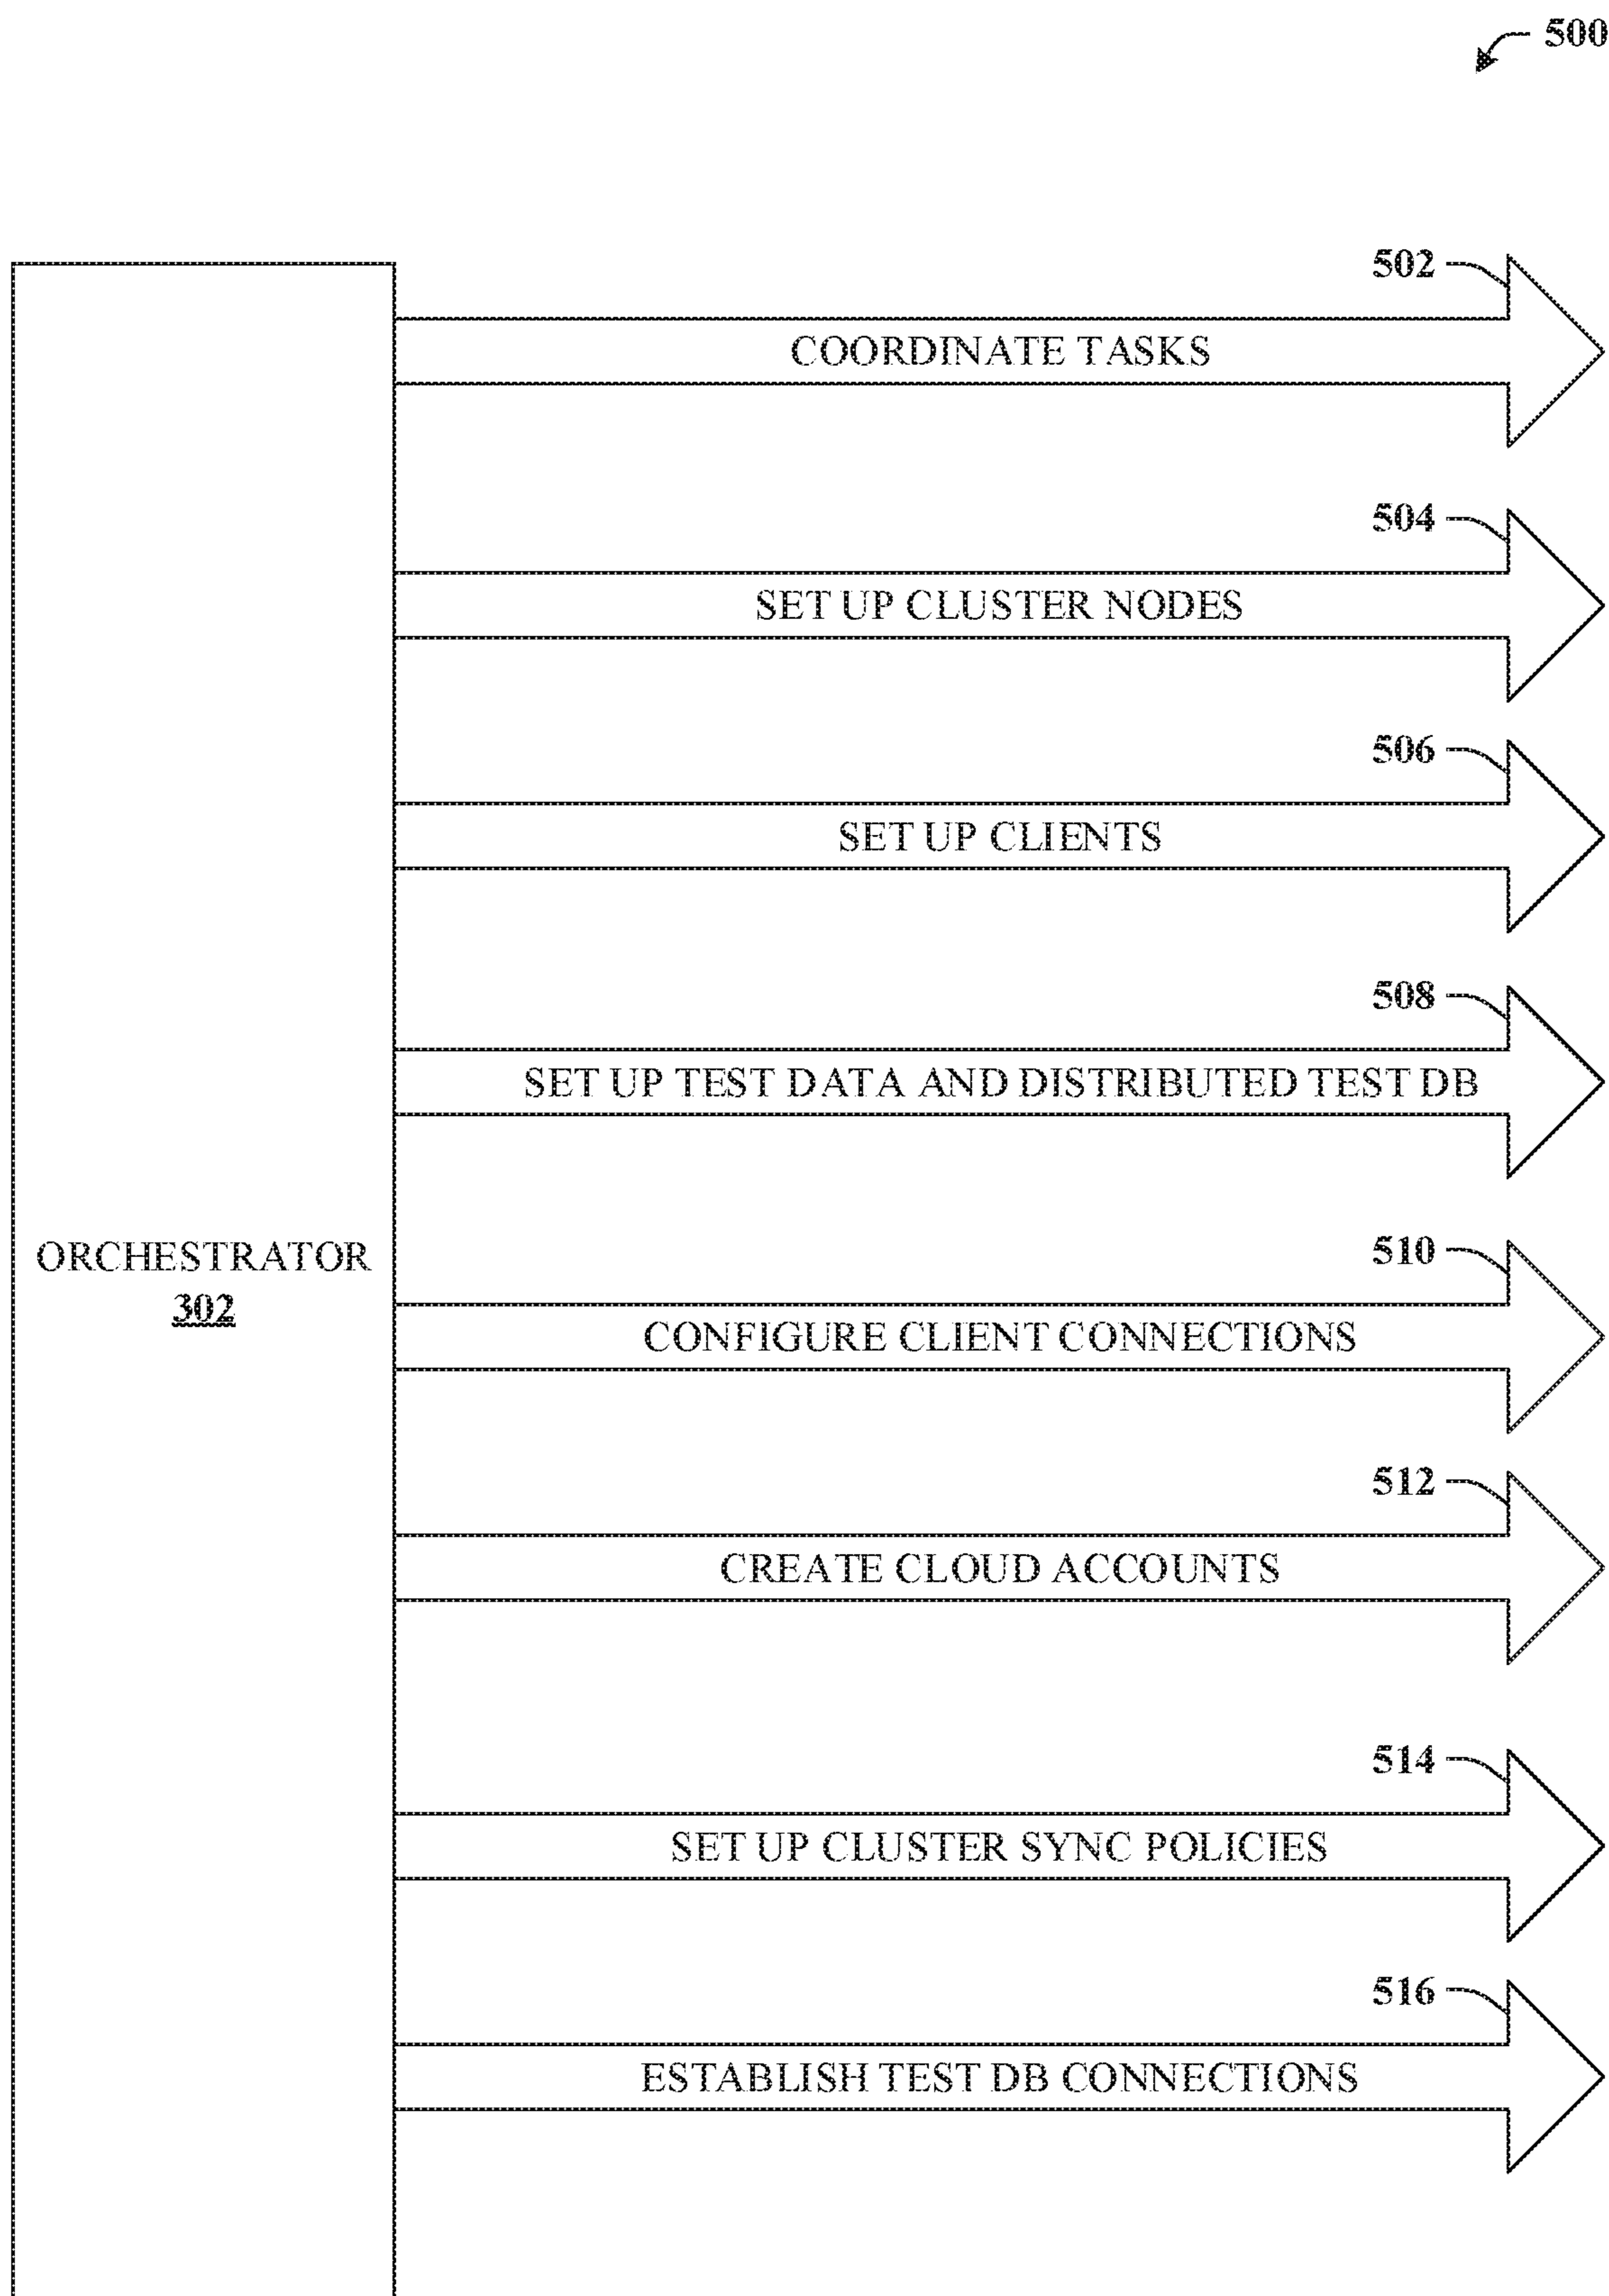 500
502
COORDINATE TASKS
504
SET UP CLUSTER NODES
506
SET UP CLIENTS
508
SET UP TEST DATA AND DISTRIBUTED TEST DB
ORCHESTRATOR
302
510
CONFIGURE CLIENT CONNECTIONS
512
CREATE CLOUD ACCOUNTS
514
SET UP CLUSTER SYNC POLICIES
516
ESTABLISH TEST DB CONNECTIONS